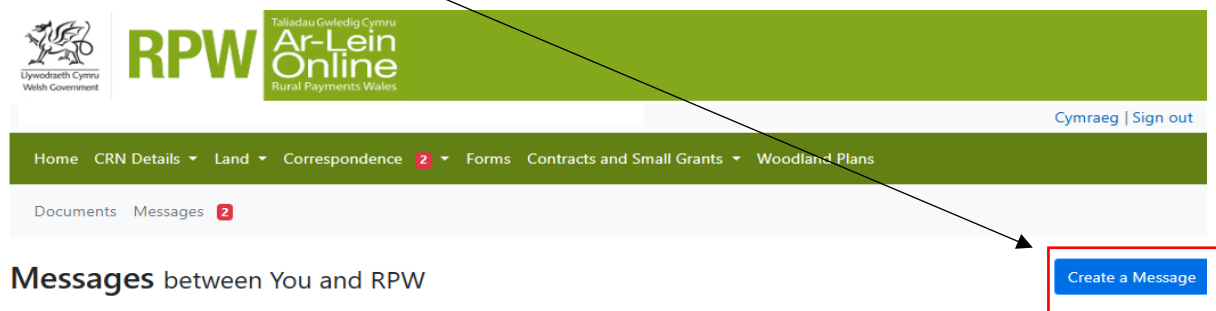 Llywodraeth Cymru
Welsh Government
RPW
Taliadau Gwledig Cymru
Ar-Lein
Online
Rural Payments Wales
Cymraeg | Sign out
Home CRN Details Land Correspondence 2 Forms Contracts and Small Grants Woodland Plans
Documents Messages 2
Messages between You and RPW
Create a Message